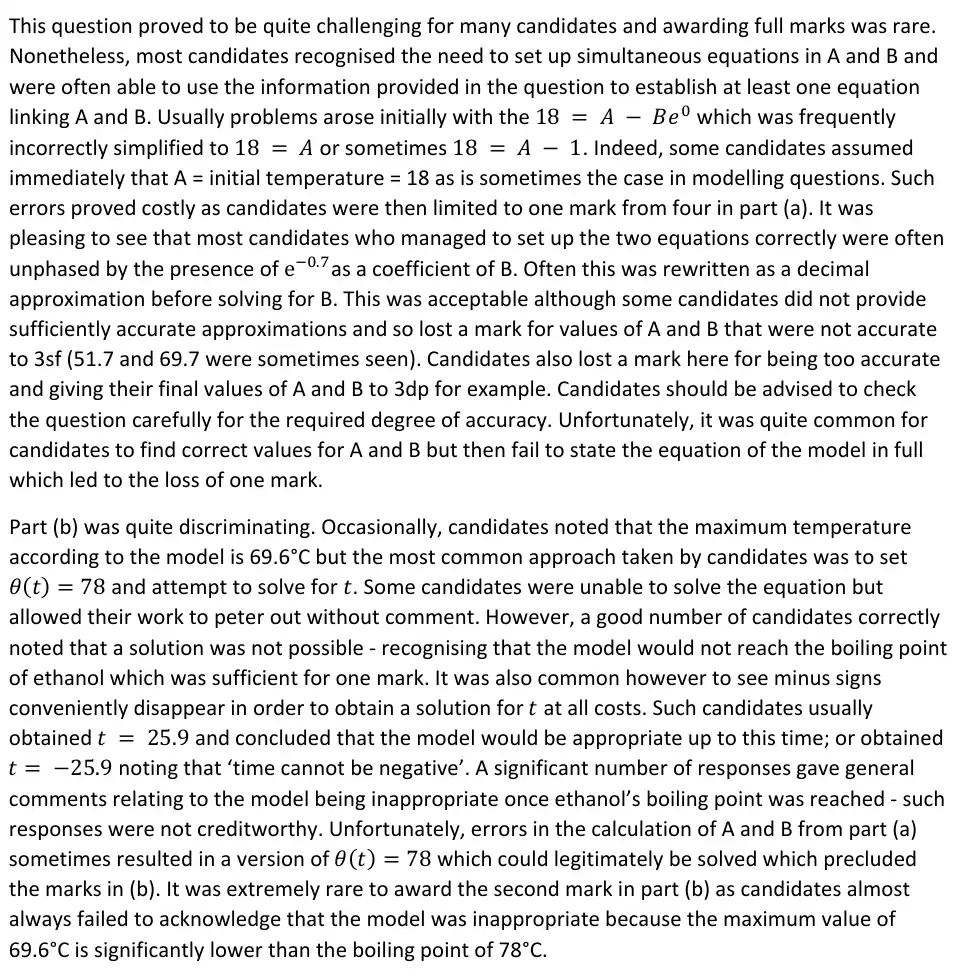 This question proved to be quite challenging for many candidates and awarding full marks was rare.
Nonetheless, most candidates recognised the need to set up simultaneous equations in A and B and
were often able to use the information provided in the question to establish at least one equation
linking A and B. Usually problems arose initially with the 18 = A − Be⁰ which was frequently
incorrectly simplified to 18 = A or sometimes 18 = A − 1. Indeed, some candidates assumed
immediately that A = initial temperature = 18 as is sometimes the case in modelling questions. Such
errors proved costly as candidates were then limited to one mark from four in part (a). It was
pleasing to see that most candidates who managed to set up the two equations correctly were often
unphased by the presence of e⁻⁰·⁷ as a coefficient of B. Often this was rewritten as a decimal
approximation before solving for B. This was acceptable although some candidates did not provide
sufficiently accurate approximations and so lost a mark for values of A and B that were not accurate
to 3sf (51.7 and 69.7 were sometimes seen). Candidates also lost a mark here for being too accurate
and giving their final values of A and B to 3dp for example. Candidates should be advised to check
the question carefully for the required degree of accuracy. Unfortunately, it was quite common for
candidates to find correct values for A and B but then fail to state the equation of the model in full
which led to the loss of one mark.
Part (b) was quite discriminating. Occasionally, candidates noted that the maximum temperature
according to the model is 69.6°C but the most common approach taken by candidates was to set
θ(t) = 78 and attempt to solve for t. Some candidates were unable to solve the equation but
allowed their work to peter out without comment. However, a good number of candidates correctly
noted that a solution was not possible - recognising that the model would not reach the boiling point
of ethanol which was sufficient for one mark. It was also common however to see minus signs
conveniently disappear in order to obtain a solution for t at all costs. Such candidates usually
obtained t = 25.9 and concluded that the model would be appropriate up to this time; or obtained
t = −25.9 noting that ‘time cannot be negative’. A significant number of responses gave general
comments relating to the model being inappropriate once ethanol’s boiling point was reached - such
responses were not creditworthy. Unfortunately, errors in the calculation of A and B from part (a)
sometimes resulted in a version of θ(t) = 78 which could legitimately be solved which precluded
the marks in (b). It was extremely rare to award the second mark in part (b) as candidates almost
always failed to acknowledge that the model was inappropriate because the maximum value of
69.6°C is significantly lower than the boiling point of 78°C.